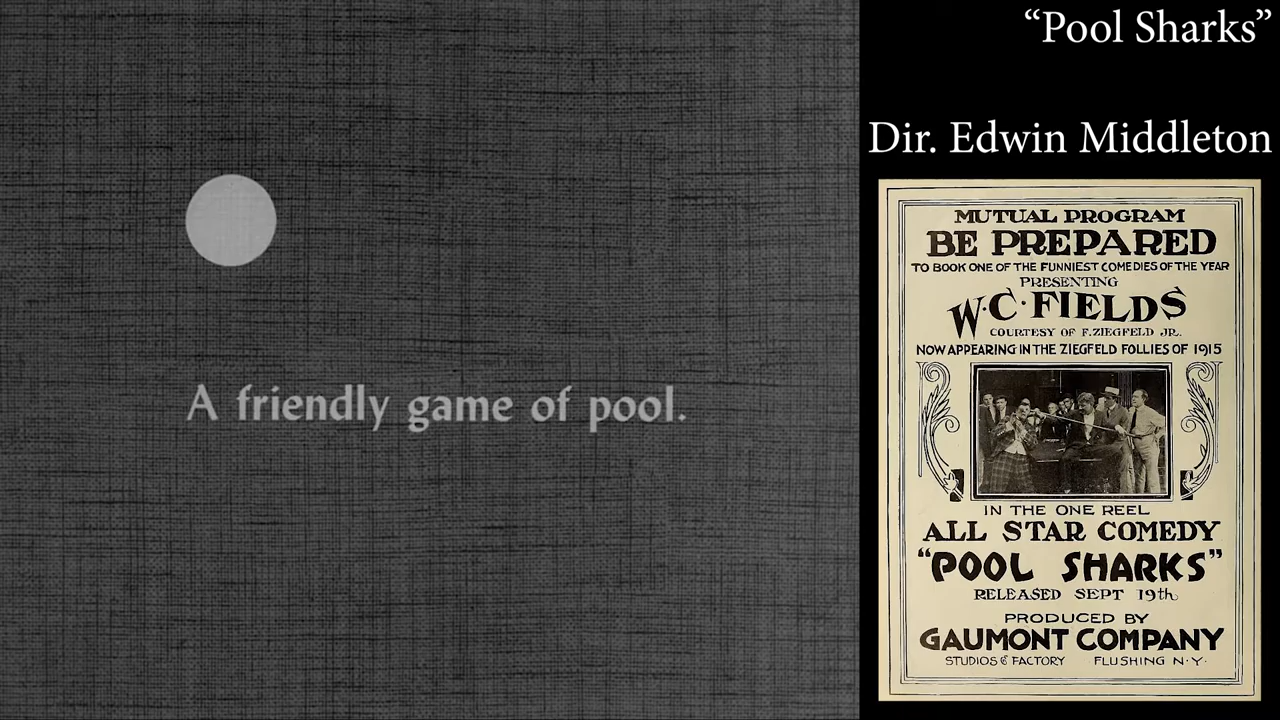 A friendly game of pool.
“Pool Sharks”
Dir. Edwin Middleton
MUTUAL PROGRAM
BE PREPARED
TO BOOK ONE OF THE FUNNIEST COMEDIES OF THE YEAR
PRESENTING
W.C. FIELDS
COURTESY OF F. ZIEGFELD JR.
NOW APPEARING IN THE ZIEGFELD FOLLIES OF 1915
IN THE ONE REEL
ALL STAR COMEDY
“POOL SHARKS”
RELEASED SEPT 19th
PRODUCED BY
GAUMONT COMPANY
STUDIOS & FACTORY FLUSHING N.Y.